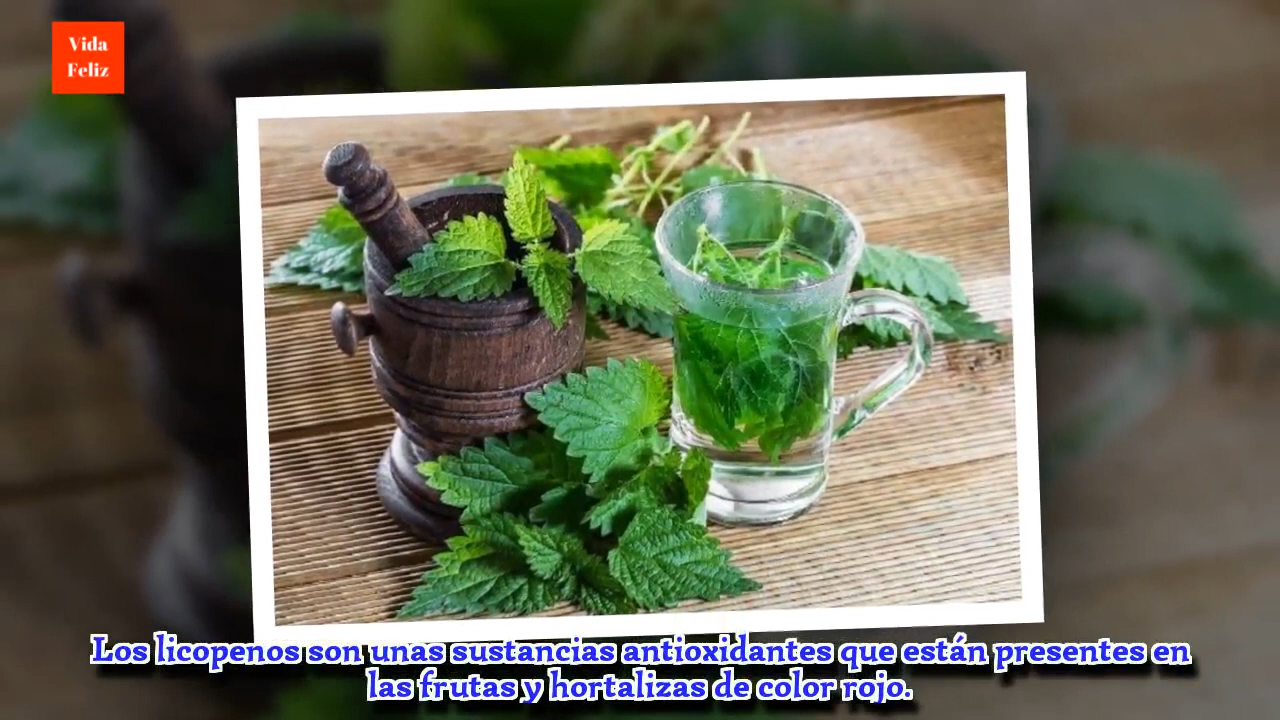 Vida
Feliz
Los licopenos son unas sustancias antioxidantes que están presentes en
las frutas y hortalizas de color rojo.